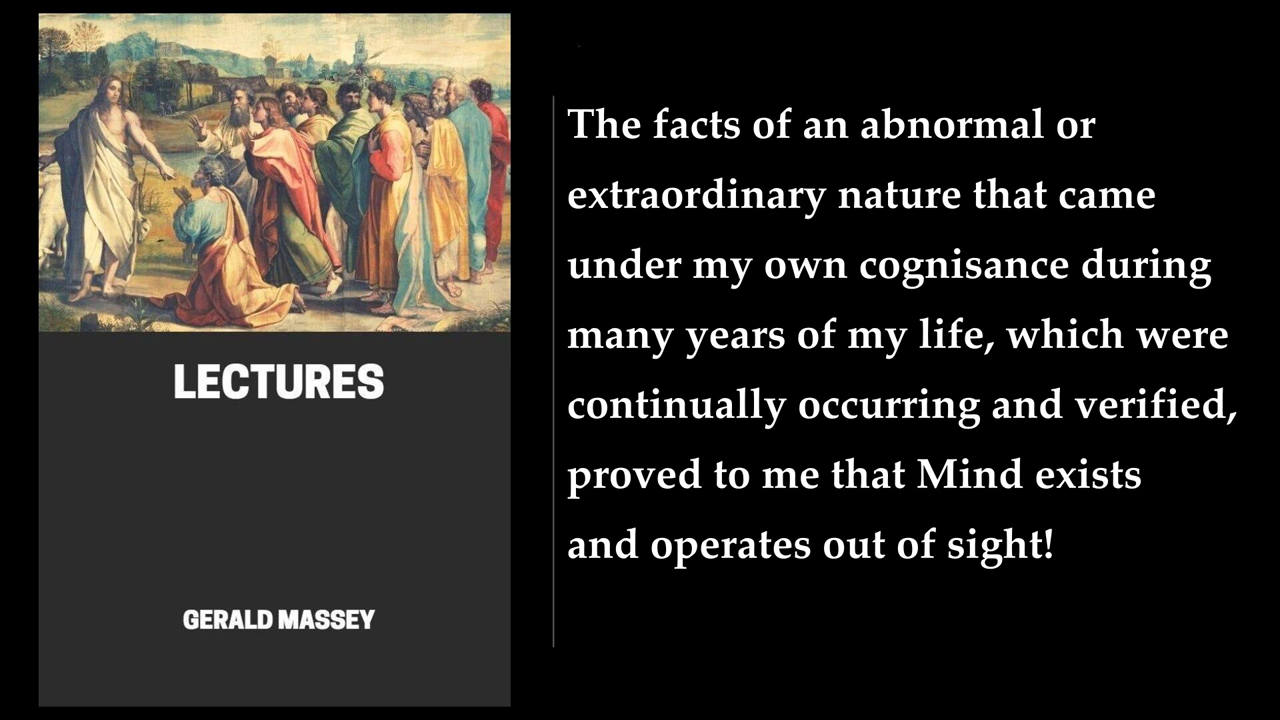 LECTURES
GERALD MASSEY
The facts of an abnormal or
extraordinary nature that came
under my own cognisance during
many years of my life, which were
continually occurring and verified,
proved to me that Mind exists
and operates out of sight!